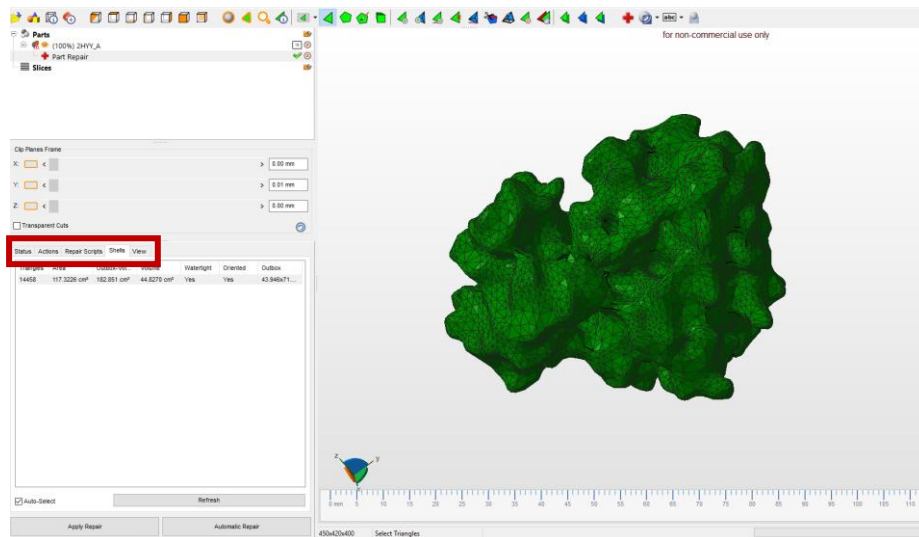 abc
for non-commercial use only
Parts
(100%) 2HYY_A
Part Repair
Slices
Clip Planes Frame
X: < > 0.00 mm
Y: < > 0.01 mm
Z: < > 0.00 mm
Transparent Cuts
Status Actions Repair Scripts Shells View
Triangles Area Volume Watertight Oriented Outbox
14458 117.3226 cm² 182.851 cm³ 44.8270 cm³ Yes Yes 43.946x71....
Auto-Select Refresh
Apply Repair Automatic Repair
z y
x
0 mm 5 10 15 20 25 30 35 40 45 50 55 60 65 70 75 80 85 90 95 100 105 110
450x420x400 Select Triangles